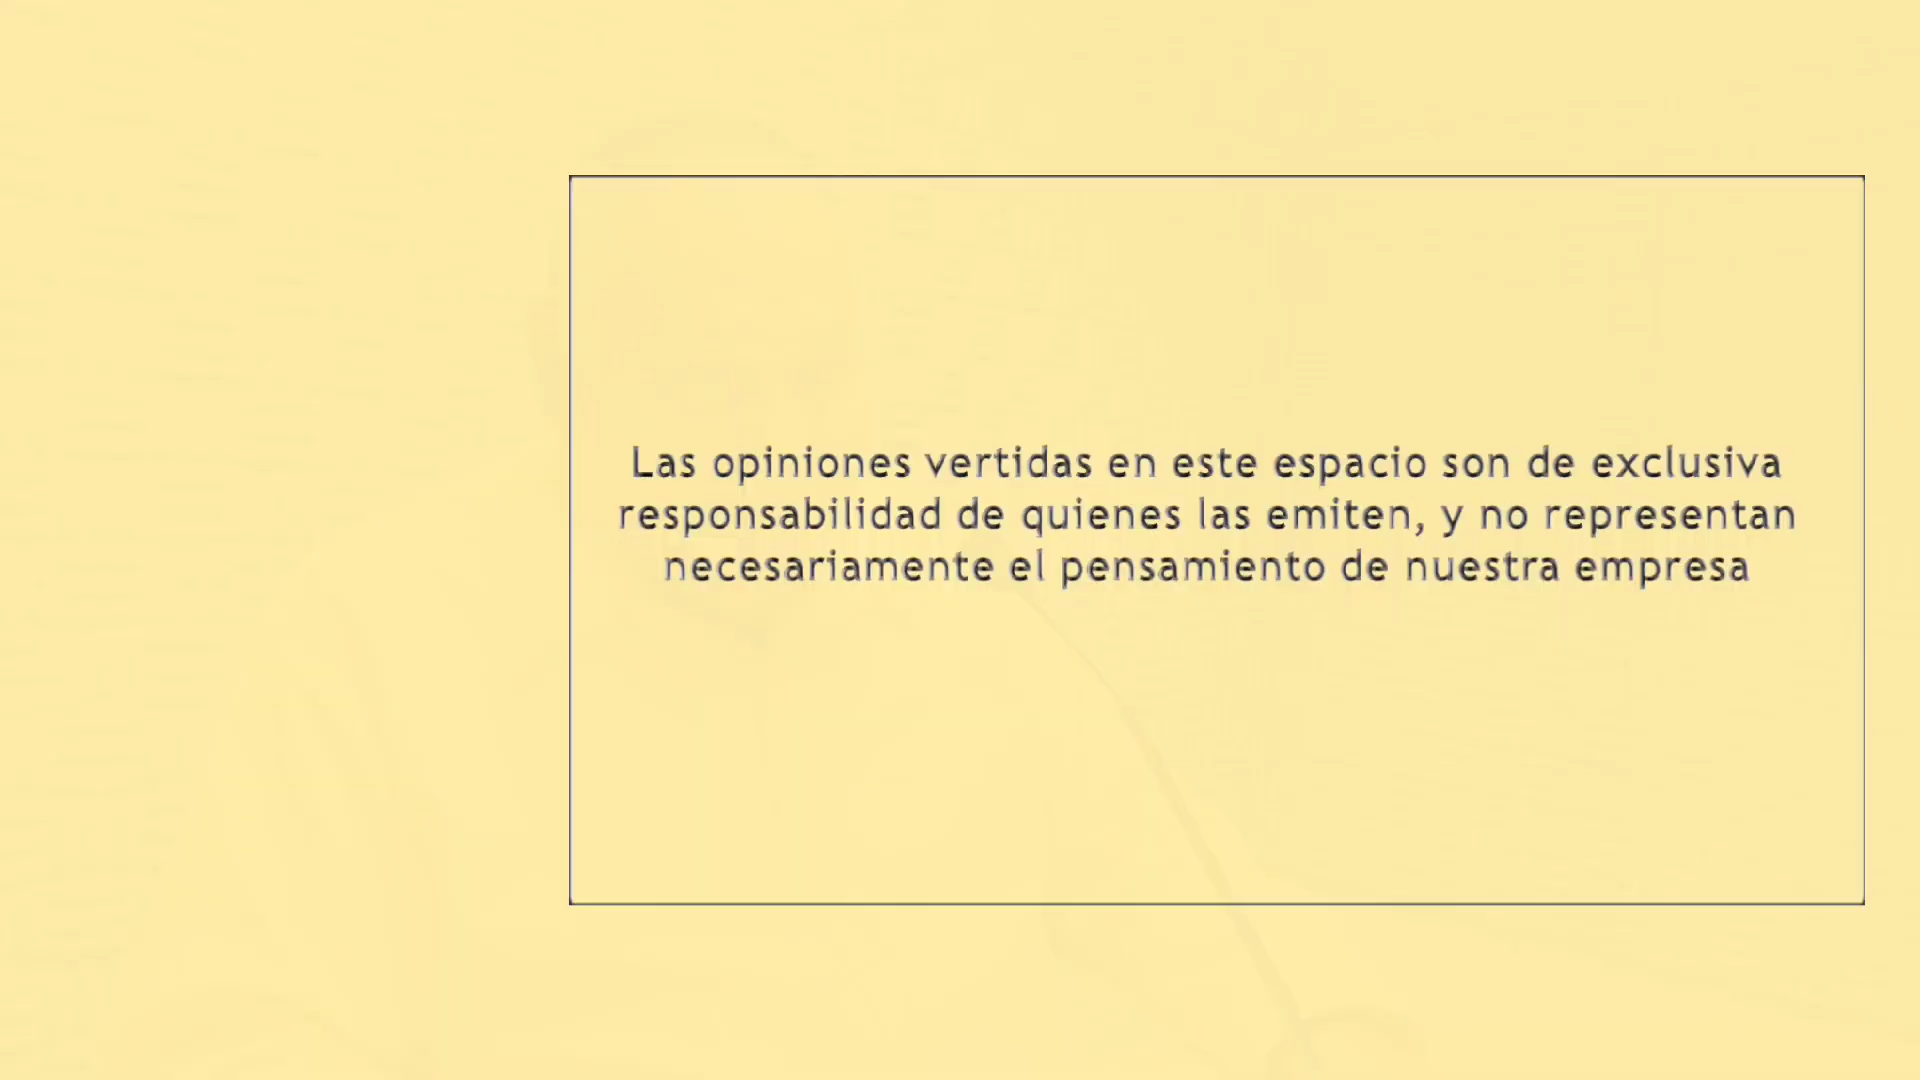 Las opiniones vertidas en este espacio son de exclusiva
responsabilidad de quienes las emiten, y no representan
necesariamente el pensamiento de nuestra empresa